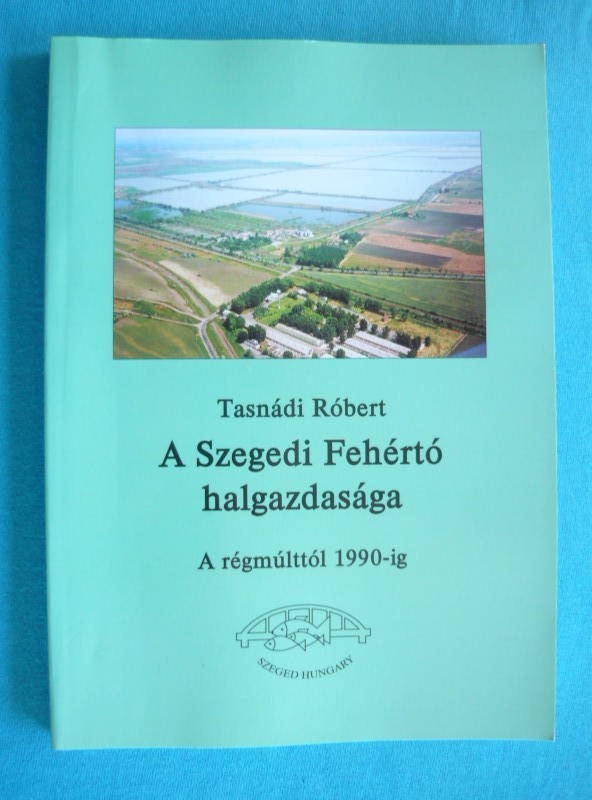 Tasnádi Róbert
A Szegedi Fehértó
halgazdasága
A régmúlttól 1990-ig
SZEGED HUNGARY